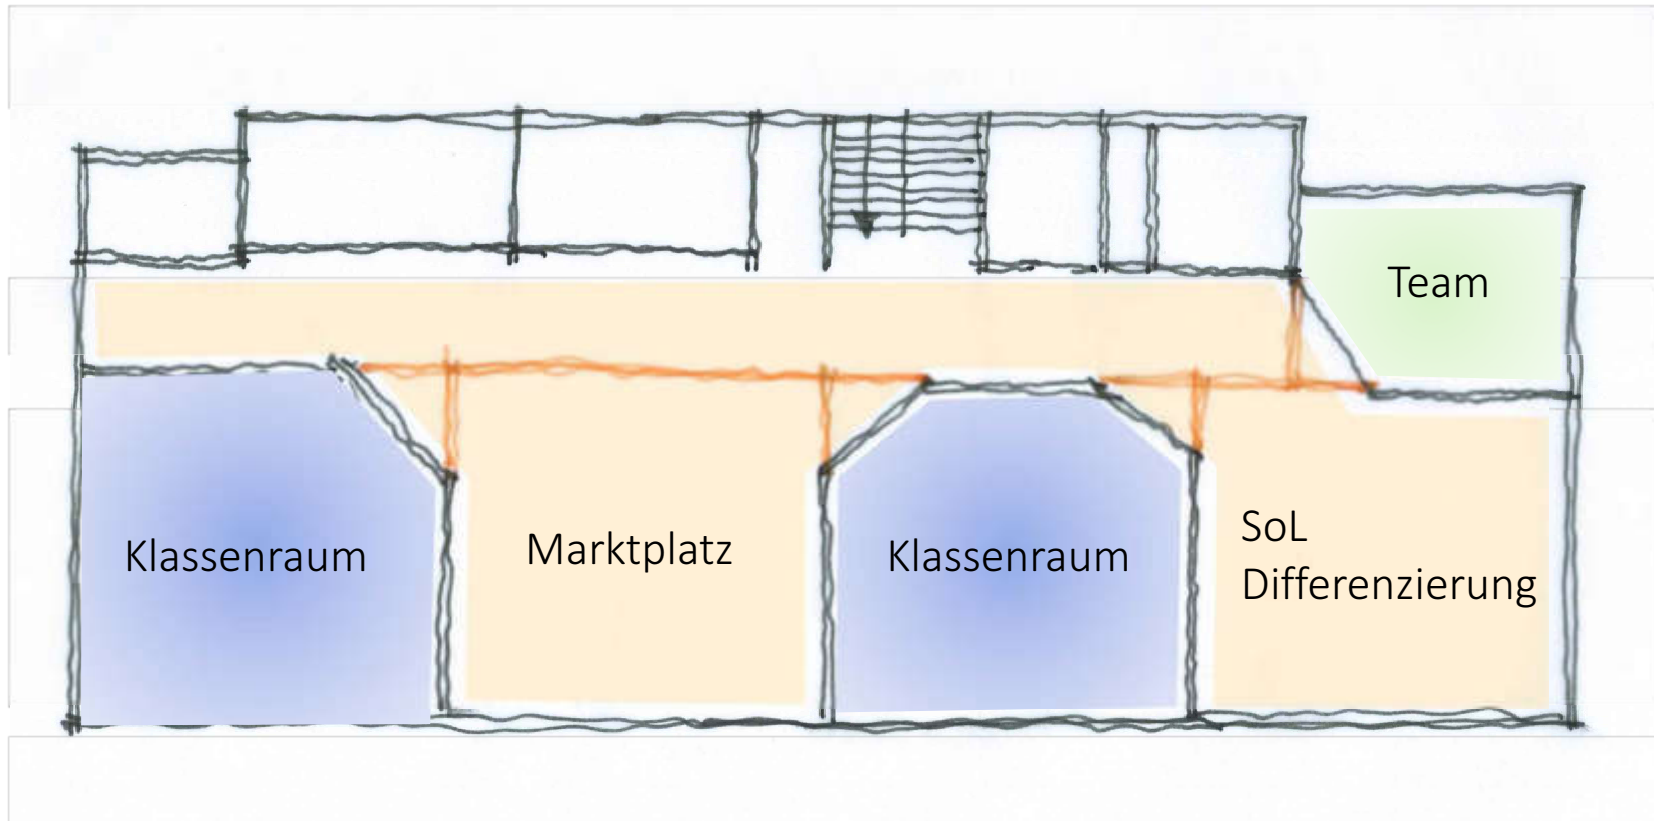 Team
Klassenraum
Marktplatz
Klassenraum
SoL
Differenzierung